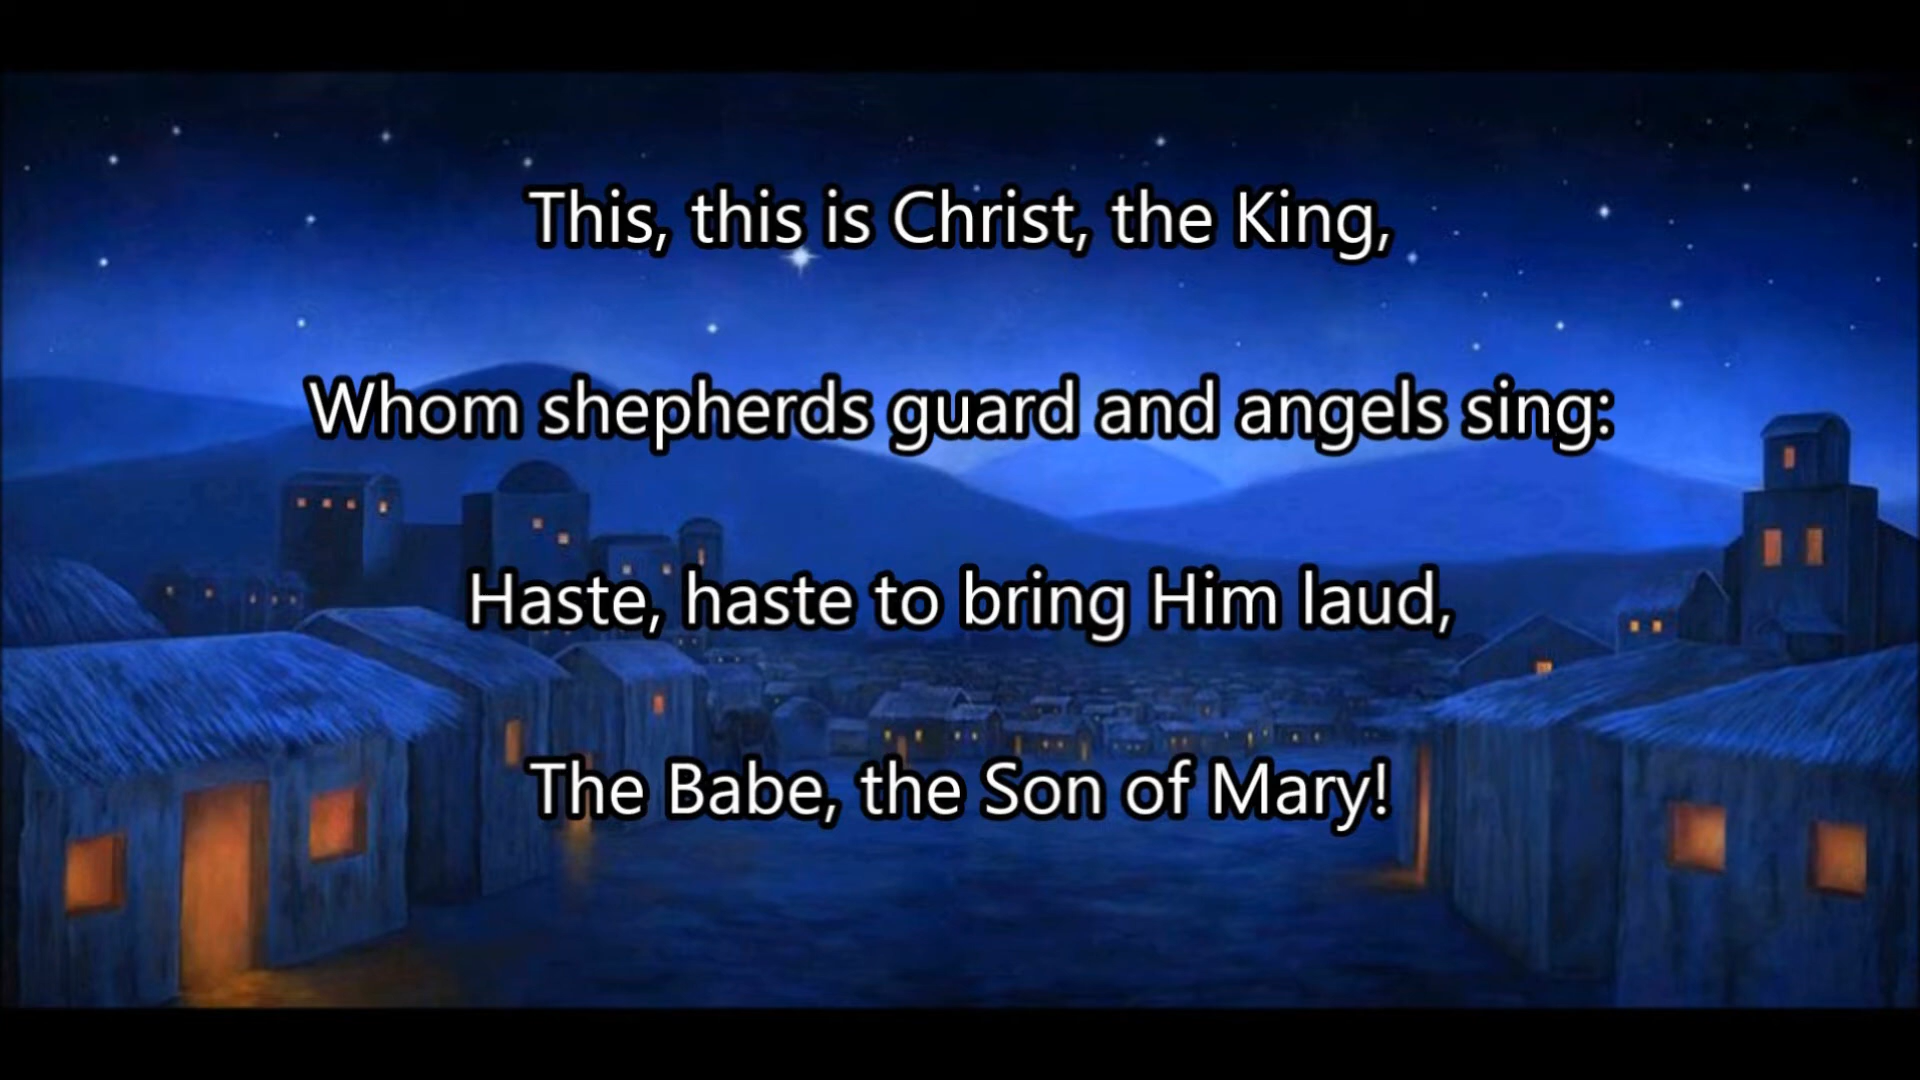 This, this is Christ, the King,
Whom shepherds guard and angels sing:
Haste, haste to bring Him laud,
The Babe, the Son of Mary!